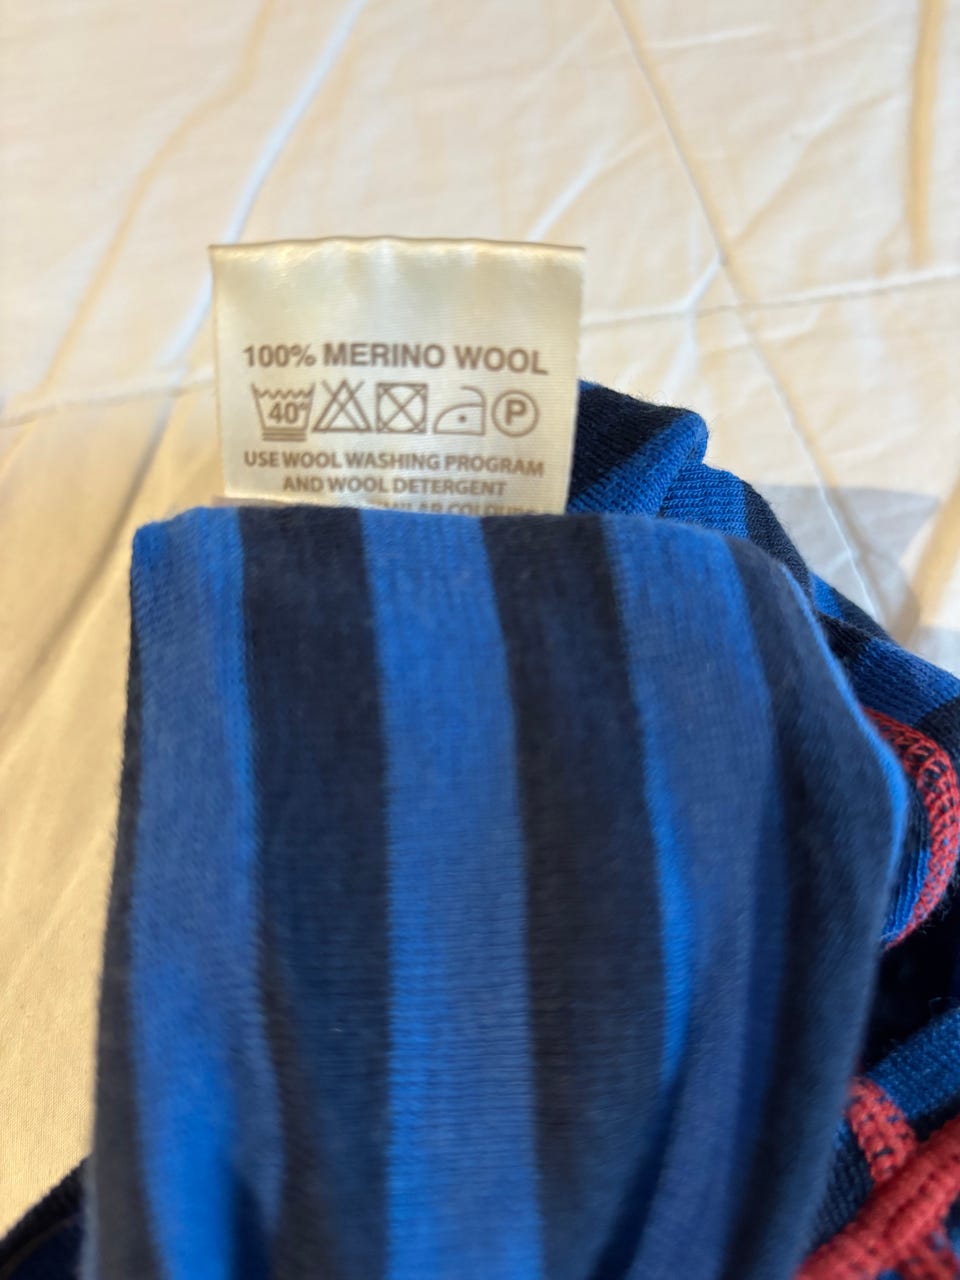 100% MERINO WOOL
40° P
USE WOOL WASHING PROGRAM
AND WOOL DETERGENT